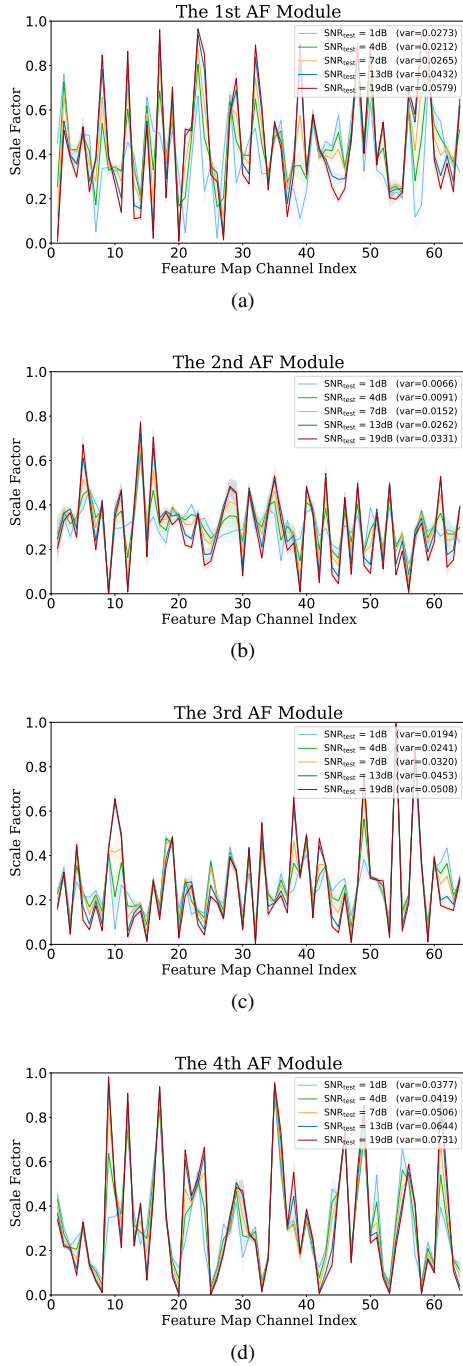 The 1st AF Module
SNRtest = 1dB (var=0.0273)
SNRtest = 4dB (var=0.0212)
SNRtest = 7dB (var=0.0265)
SNRtest = 13dB (var=0.0432)
SNRtest = 19dB (var=0.0579)
Scale Factor
1.0
0.8
0.6
0.4
0.2
0.0
0 10 20 30 40 50 60
Feature Map Channel Index
(a)
The 2nd AF Module
SNRtest = 1dB (var=0.0066)
SNRtest = 4dB (var=0.0091)
SNRtest = 7dB (var=0.0152)
SNRtest = 13dB (var=0.0262)
SNRtest = 19dB (var=0.0331)
Scale Factor
1.0
0.8
0.6
0.4
0.2
0.0
0 10 20 30 40 50 60
Feature Map Channel Index
(b)
The 3rd AF Module
SNRtest = 1dB (var=0.0194)
SNRtest = 4dB (var=0.0241)
SNRtest = 7dB (var=0.0320)
SNRtest = 13dB (var=0.0453)
SNRtest = 19dB (var=0.0508)
Scale Factor
1.0
0.8
0.6
0.4
0.2
0.0
0 10 20 30 40 50 60
Feature Map Channel Index
(c)
The 4th AF Module
SNRtest = 1dB (var=0.0377)
SNRtest = 4dB (var=0.0419)
SNRtest = 7dB (var=0.0506)
SNRtest = 13dB (var=0.0644)
SNRtest = 19dB (var=0.0731)
Scale Factor
1.0
0.8
0.6
0.4
0.2
0.0
0 10 20 30 40 50 60
Feature Map Channel Index
(d)